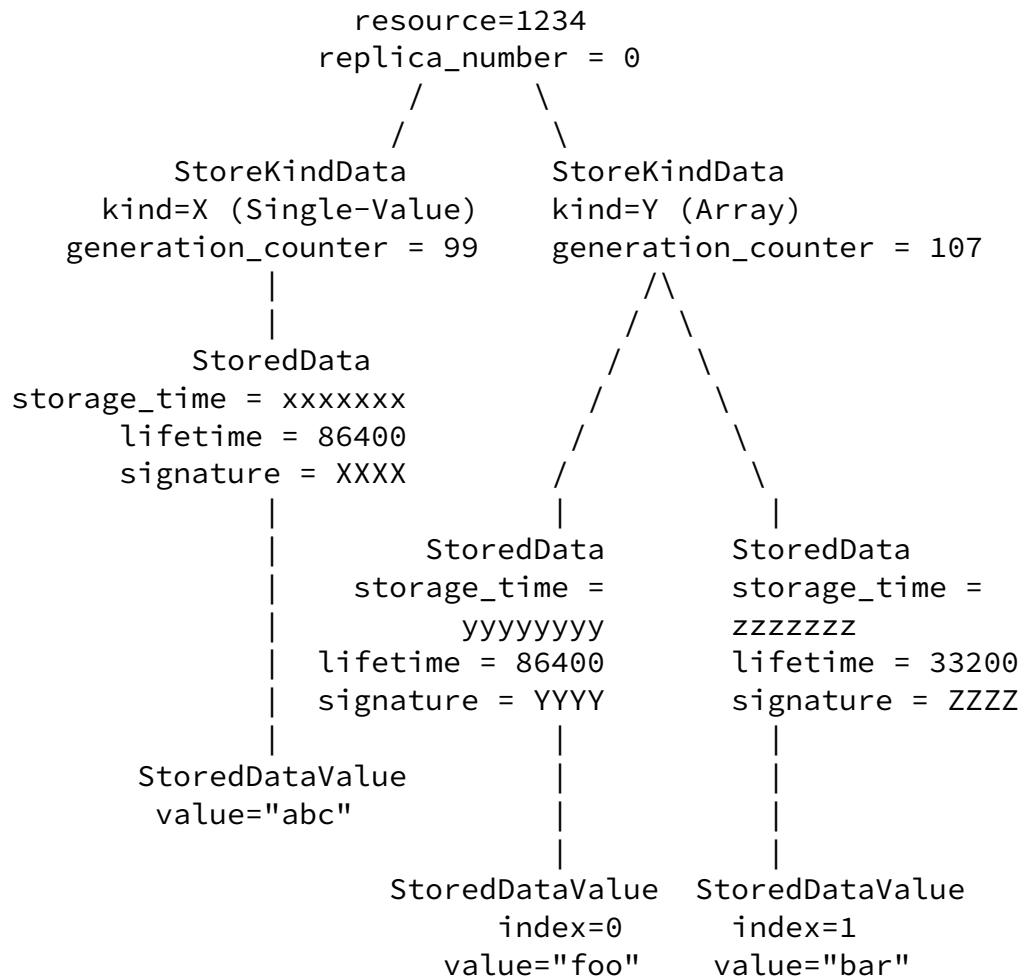 resource=1234
replica_number = 0
StoreKindData StoreKindData
kind=X (Single-Value) kind=Y (Array)
generation_counter = 99 generation_counter = 107
StoredData
storage_time = xxxxxxx
lifetime = 86400
signature = XXXX
StoredData StoredData
storage_time = storage_time =
yyyyyyyy zzzzzzz
lifetime = 86400 lifetime = 33200
signature = YYYY signature = ZZZZ
StoredDataValue
value="abc"
StoredDataValue StoredDataValue
index=0 index=1
value="foo" value="bar"